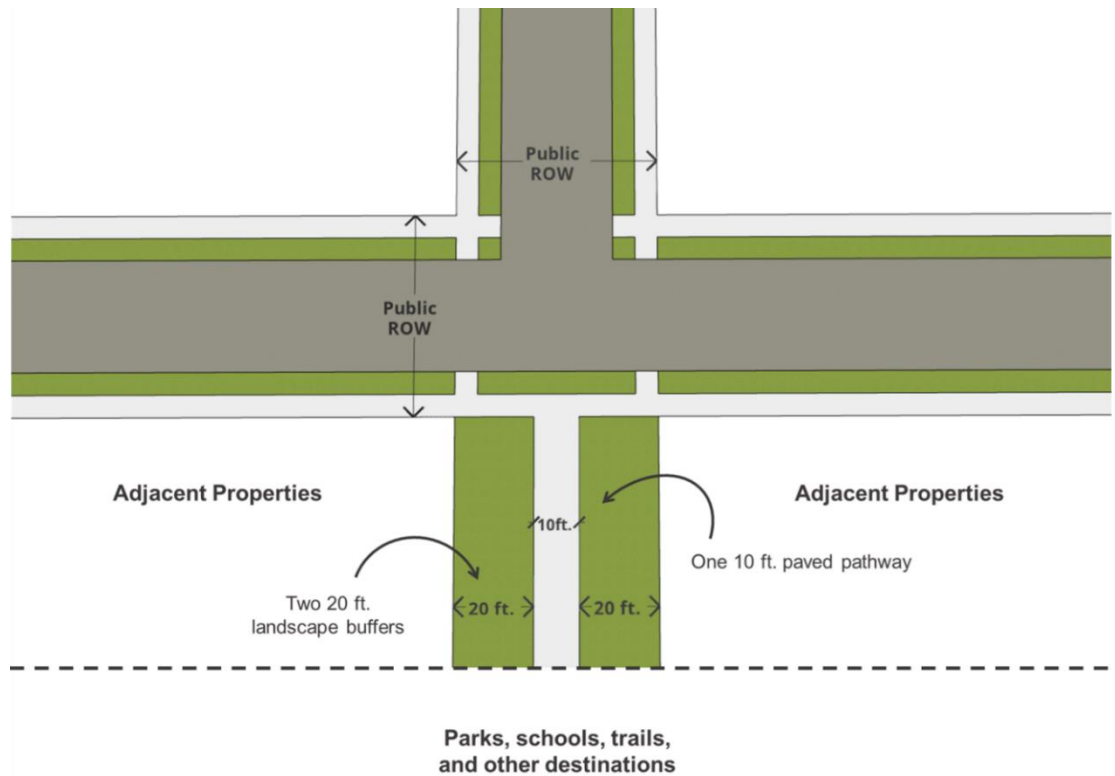 Public
ROW
Public
ROW
Adjacent Properties
Adjacent Properties
10ft.
One 10 ft. paved pathway
Two 20 ft.
landscape buffers
20 ft.
20 ft.
Parks, schools, trails,
and other destinations